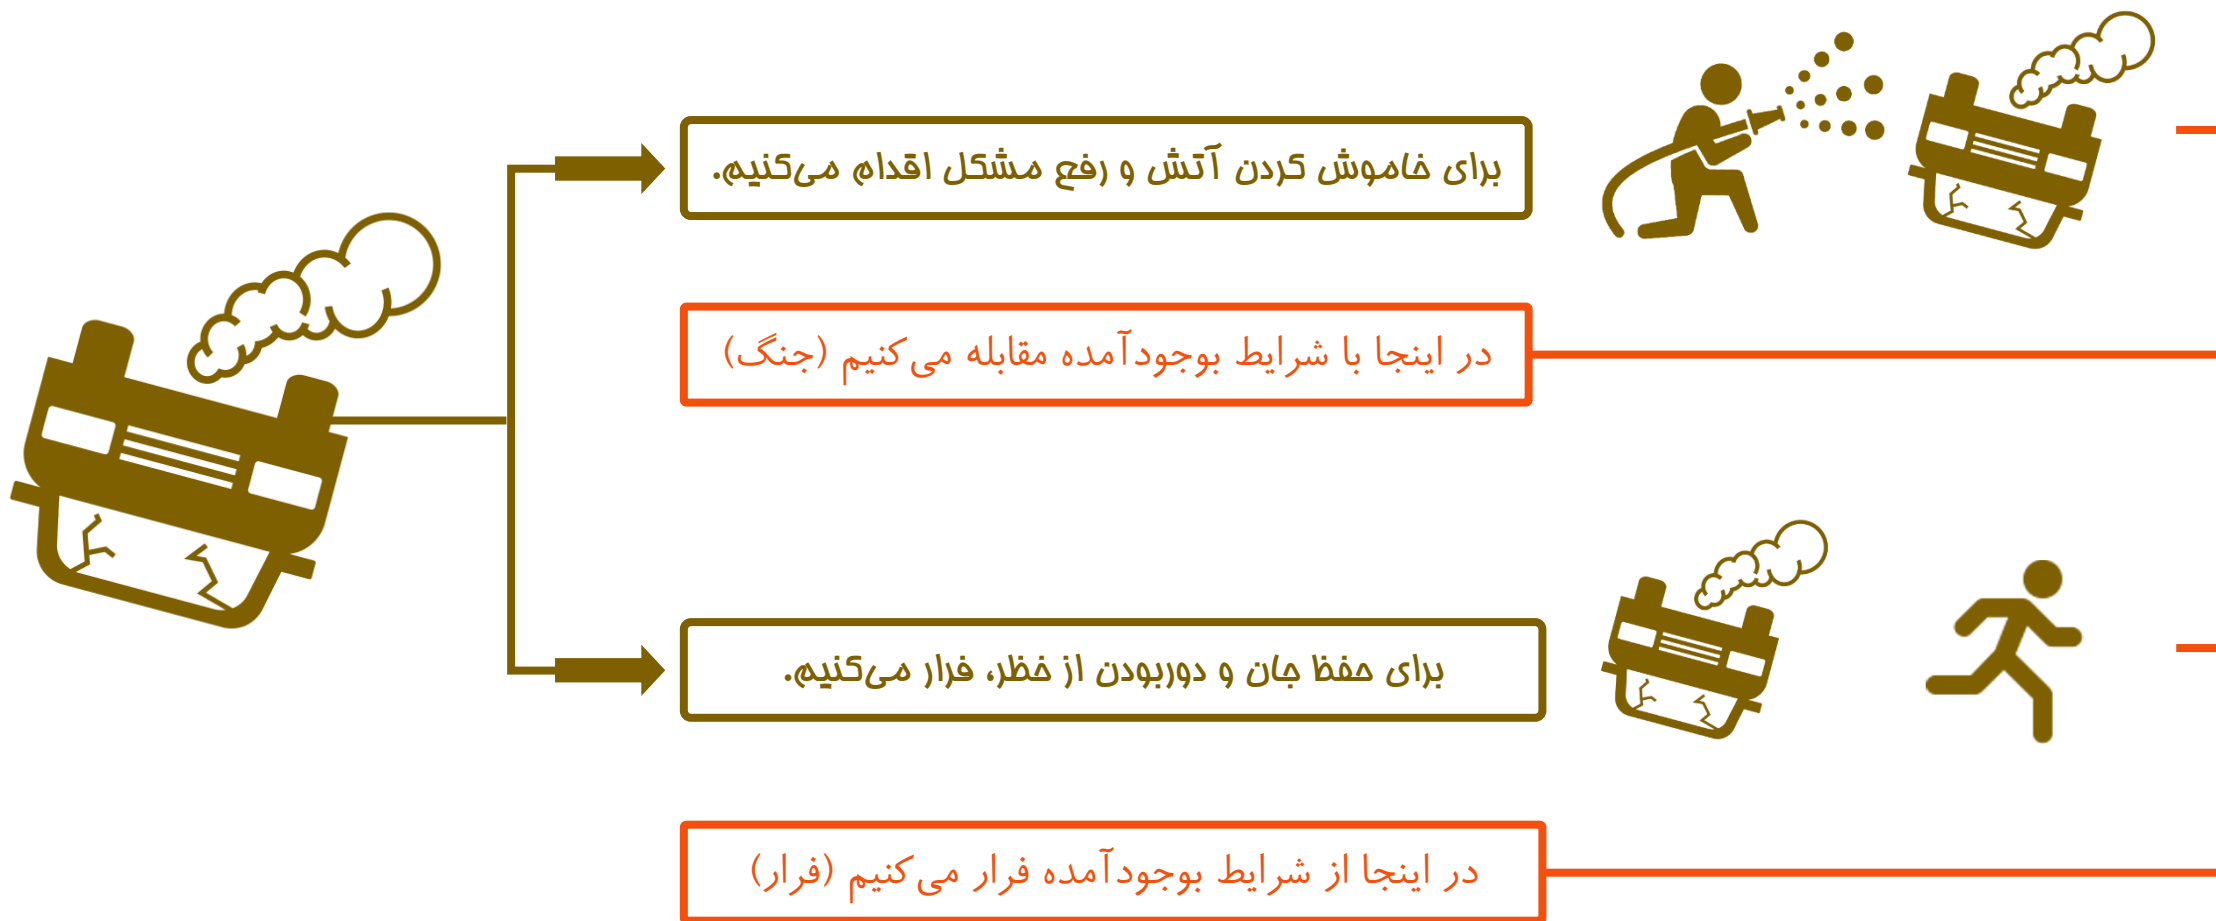 برای خاموش کردن آتش و رفع مشکل اقدام می‌کنیم.
در اینجا با شرایط بوجودآمده مقابله می‌کنیم (جنگ)
برای حفظ جان و دوربودن از خظر، فرار می‌کنیم.
در اینجا از شرایط بوجودآمده فرار می‌کنیم (فرار)